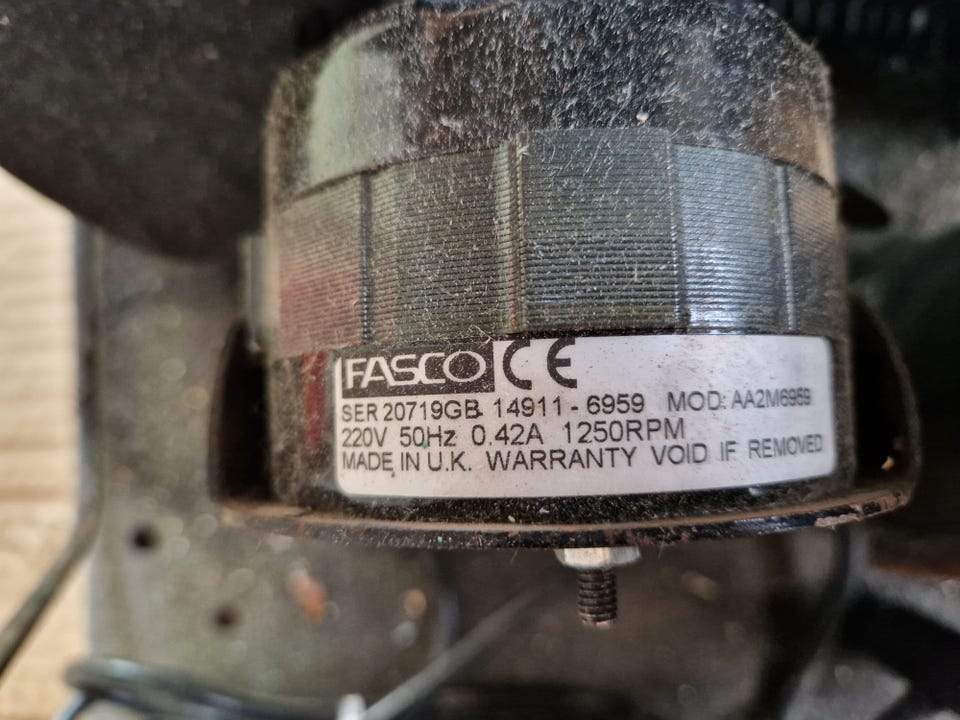 FASCO CE
SER 20719GB 14911-6959 MOD: AA2M6959
220V 50Hz 0.42A 1250RPM
MADE IN U.K. WARRANTY VOID IF REMOVED